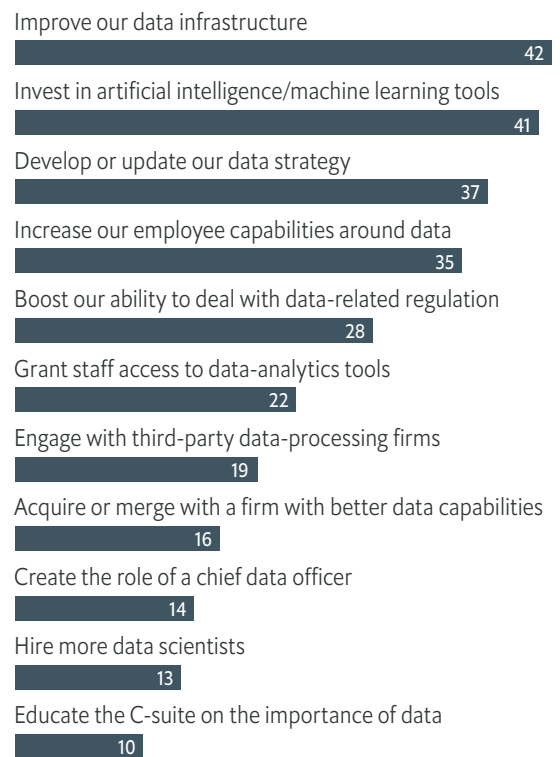 Improve our data infrastructure
42
Invest in artificial intelligence/machine learning tools
41
Develop or update our data strategy
37
Increase our employee capabilities around data
35
Boost our ability to deal with data-related regulation
28
Grant staff access to data-analytics tools
22
Engage with third-party data-processing firms
19
Acquire or merge with a firm with better data capabilities
16
Create the role of a chief data officer
14
Hire more data scientists
13
Educate the C-suite on the importance of data
10